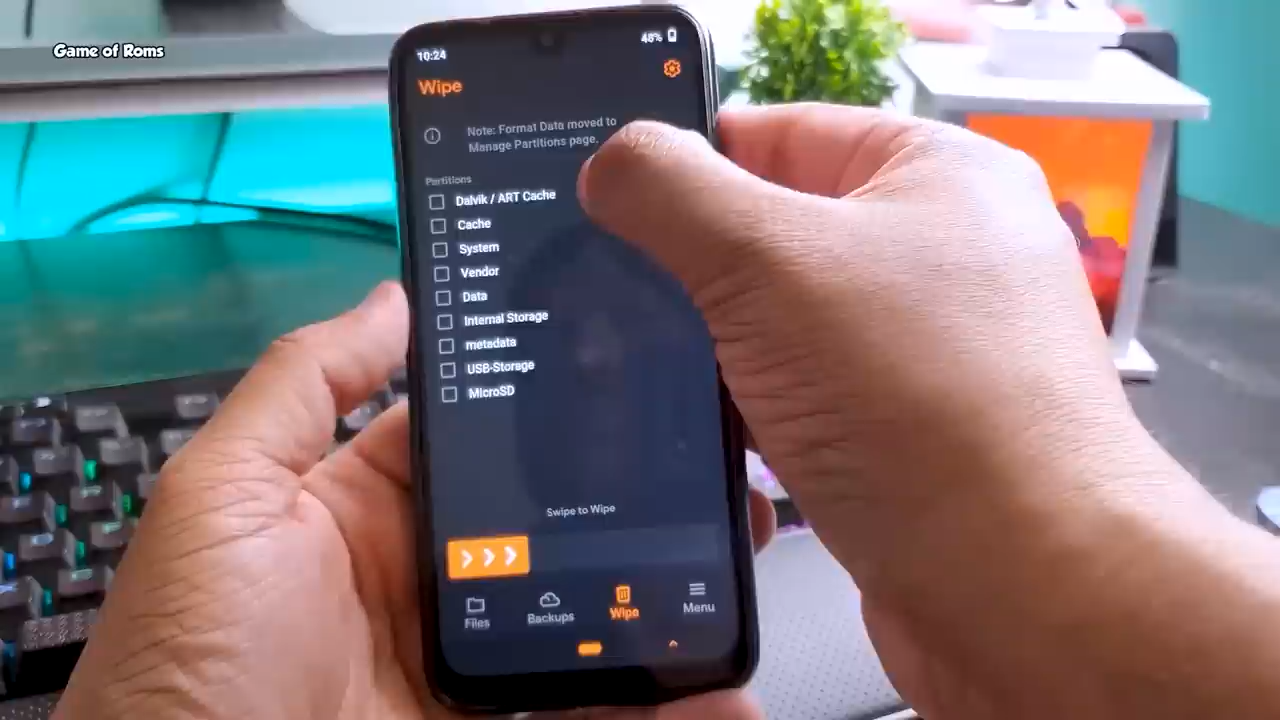 Game of Roms
10:24
48%
Wipe
Note: Format Data moved to
Manage Partitions page.
Partitions
Dalvik / ART Cache
Cache
System
Vendor
Data
Internal Storage
metadata
USB-Storage
MicroSD
Swipe to Wipe
Files
Backups
Wipe
Menu